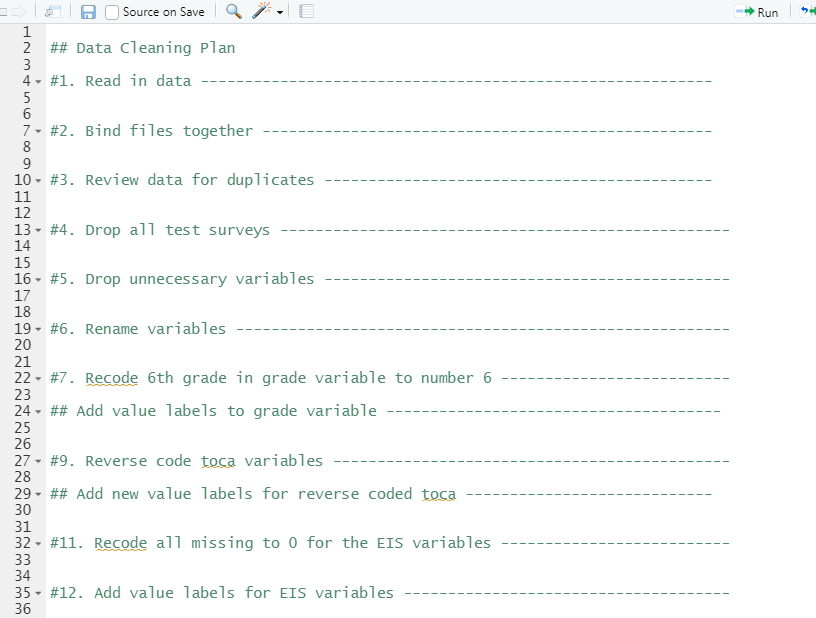 Source on Save
Run
1
2 ## Data Cleaning Plan
3
4 #1. Read in data ----------------------------------------------------------
5
6
7 #2. Bind files together ---------------------------------------------------
8
9
10 #3. Review data for duplicates --------------------------------------------
11
12
13 #4. Drop all test surveys ---------------------------------------------------
14
15
16 #5. Drop unnecessary variables ----------------------------------------------
17
18
19 #6. Rename variables --------------------------------------------------------
20
21
22 #7. Recode 6th grade in grade variable to number 6 --------------------------
23
24 ## Add value labels to grade variable --------------------------------------
25
26
27 #9. Reverse code toca variables ---------------------------------------------
28
29 ## Add new value labels for reverse coded toca ----------------------------
30
31
32 #11. Recode all missing to 0 for the EIS variables --------------------------
33
34
35 #12. Add value labels for EIS variables -------------------------------------
36